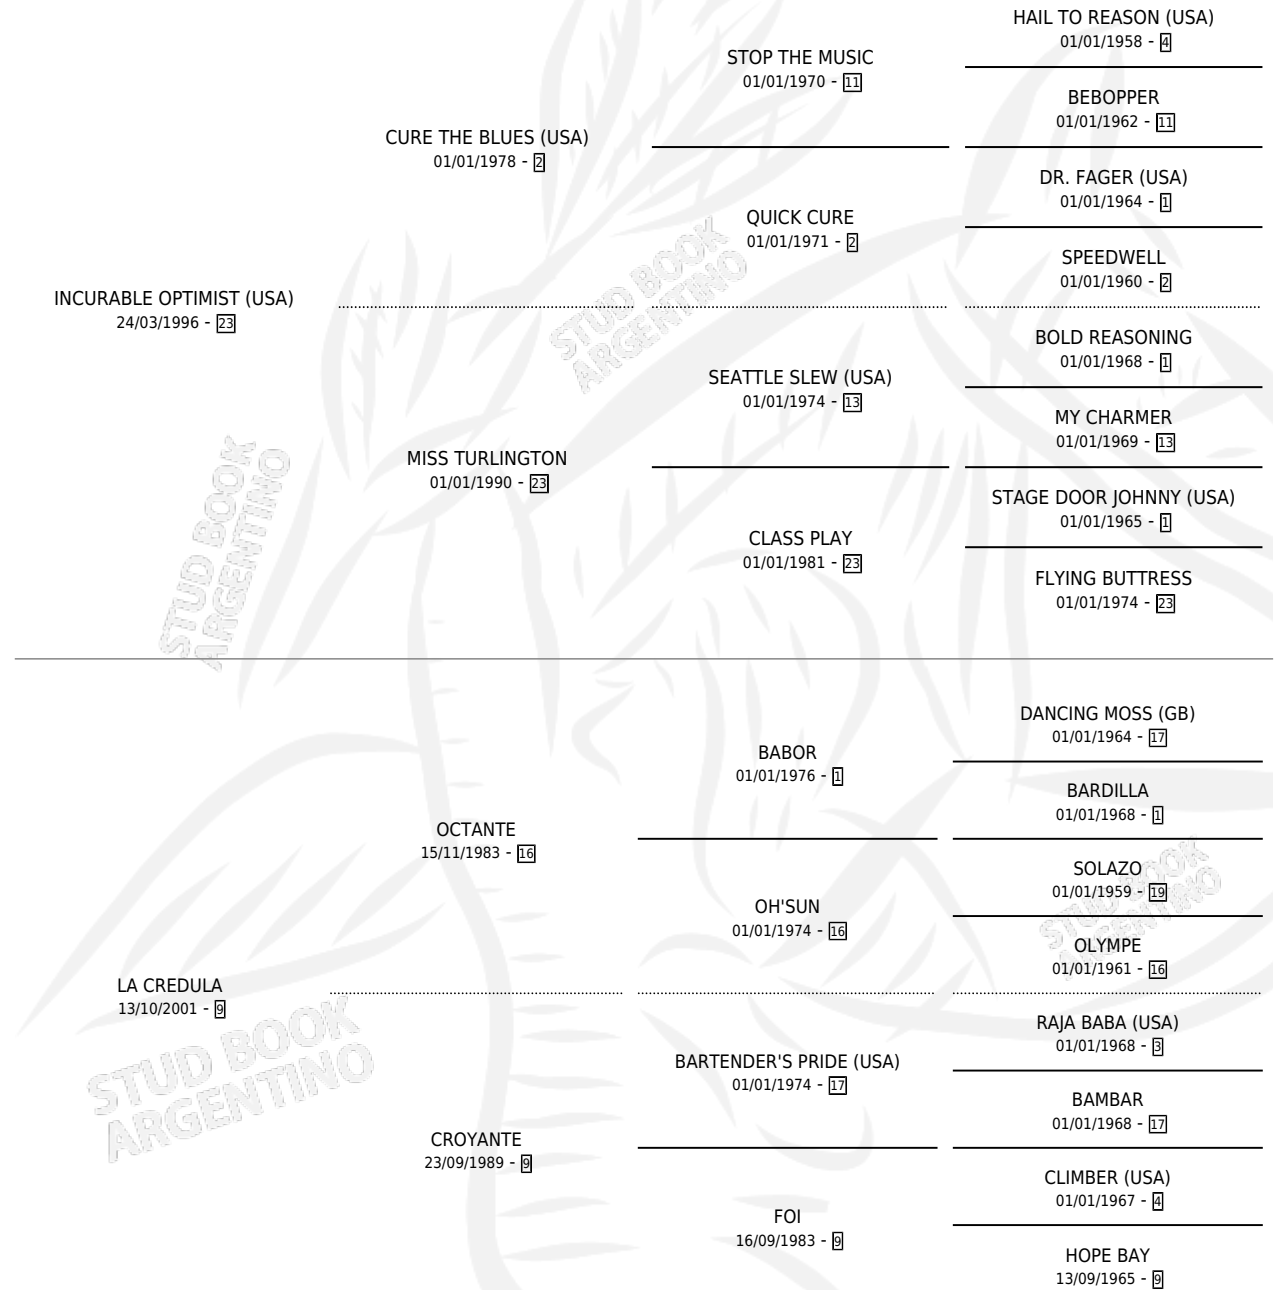 HAIL TO REASON (USA)
01/01/1958 - 4
STOP THE MUSIC
01/01/1970 - 11
BEBOPPER
01/01/1962 - 11
CURE THE BLUES (USA)
01/01/1978 - 2
DR. FAGER (USA)
01/01/1964 - 1
QUICK CURE
01/01/1971 - 2
SPEEDWELL
01/01/1960 - 2
INCURABLE OPTIMIST (USA)
24/03/1996 - 23
BOLD REASONING
01/01/1968 - 1
SEATTLE SLEW (USA)
01/01/1974 - 13
MY CHARMER
01/01/1969 - 13
MISS TURLINGTON
01/01/1990 - 23
STAGE DOOR JOHNNY (USA)
01/01/1965 - 1
CLASS PLAY
01/01/1981 - 23
FLYING BUTTRESS
01/01/1974 - 23
DANCING MOSS (GB)
01/01/1964 - 17
BABOR
01/01/1976 - 1
BARDILLA
01/01/1968 - 1
OCTANTE
15/11/1983 - 16
SOLAZO
01/01/1959 - 19
OH'SUN
01/01/1974 - 16
OLYMPE
01/01/1961 - 16
LA CREDULA
13/10/2001 - 9
RAJA BABA (USA)
01/01/1968 - 3
BARTENDER'S PRIDE (USA)
01/01/1974 - 17
BAMBAR
01/01/1968 - 17
CROYANTE
23/09/1989 - 9
CLIMBER (USA)
01/01/1967 - 4
FOI
16/09/1983 - 9
HOPE BAY
13/09/1965 - 9
STUD BOOK
ARGENTINO
STUD BOOK
ARGENTINO
STUD BOOK
ARGENTINO
STUD BOOK
ARGENTINO